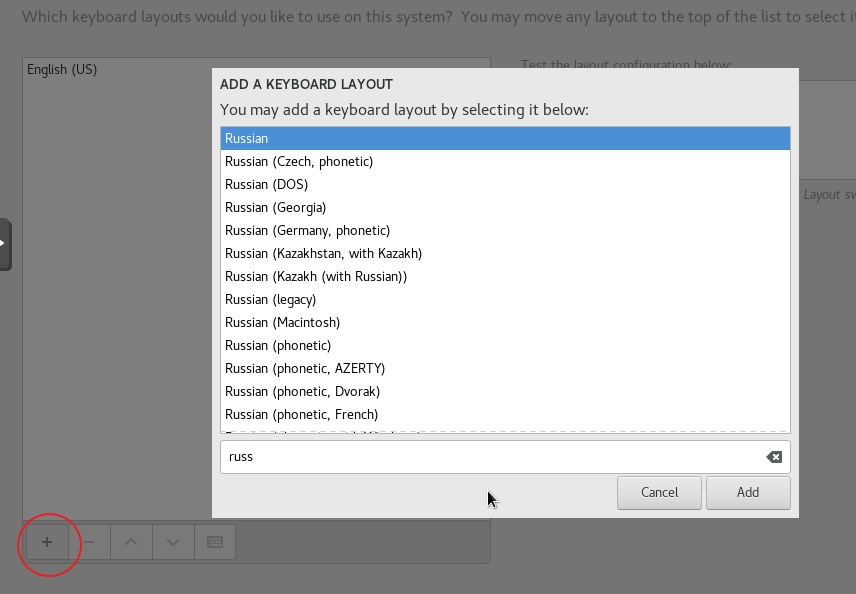 Which keyboard layouts would you like to use on this system? You may move any layout to the top of the list to select
English (US)
Test the layout configuration below:
ADD A KEYBOARD LAYOUT
You may add a keyboard layout by selecting it below:
Russian
Russian (Czech, phonetic)
Russian (DOS)
Russian (Georgia)
Russian (Germany, phonetic)
Russian (Kazakhstan, with Kazakh)
Russian (Kazakh (with Russian))
Russian (legacy)
Russian (Macintosh)
Russian (phonetic)
Russian (phonetic, AZERTY)
Russian (phonetic, Dvorak)
Russian (phonetic, French)
Layout
russ
Cancel
Add